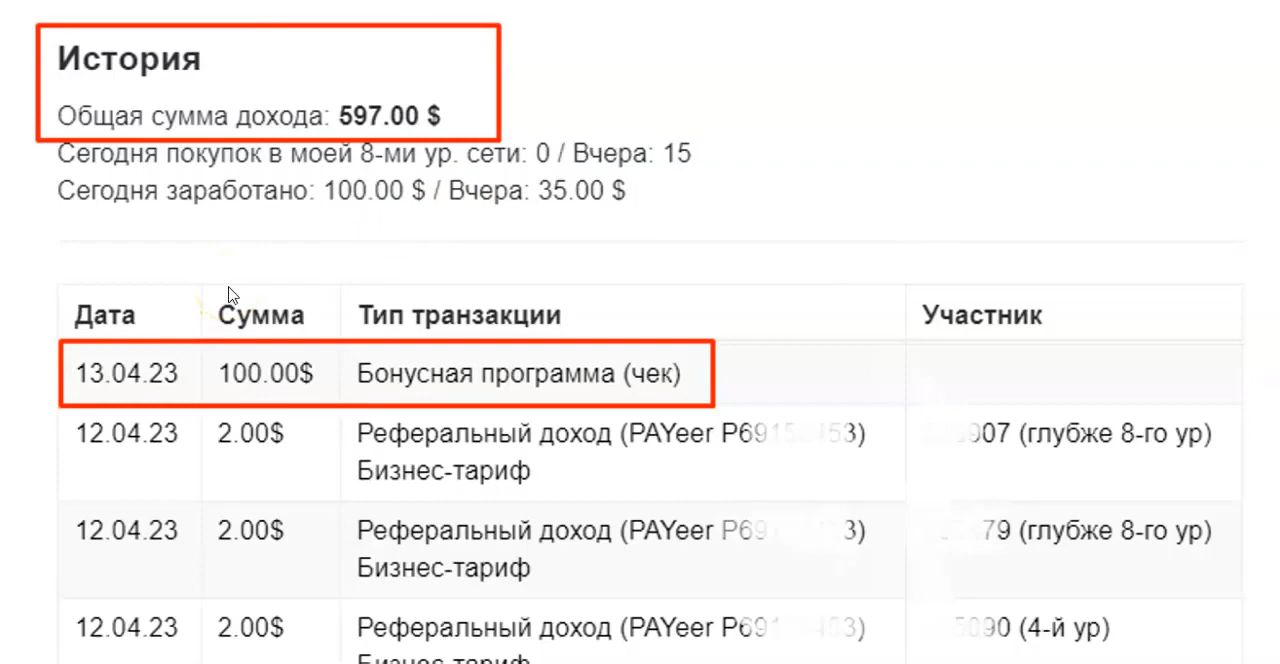 История
Общая сумма дохода: 597.00 $
Сегодня покупок в моей 8-ми ур. сети: 0 / Вчера: 15
Сегодня заработано: 100.00 $ / Вчера: 35.00 $
Дата Сумма Тип транзакции Участник
13.04.23 100.00$ Бонусная программа (чек)
12.04.23 2.00$ Реферальный доход (PAYeer (глубже 8-го ур)
Бизнес-тариф
12.04.23 2.00$ Реферальный доход (PAYeer (глубже 8-го ур)
Бизнес-тариф
12.04.23 2.00$ Реферальный доход (PAYeer (4-й ур)
Бизнес-тариф